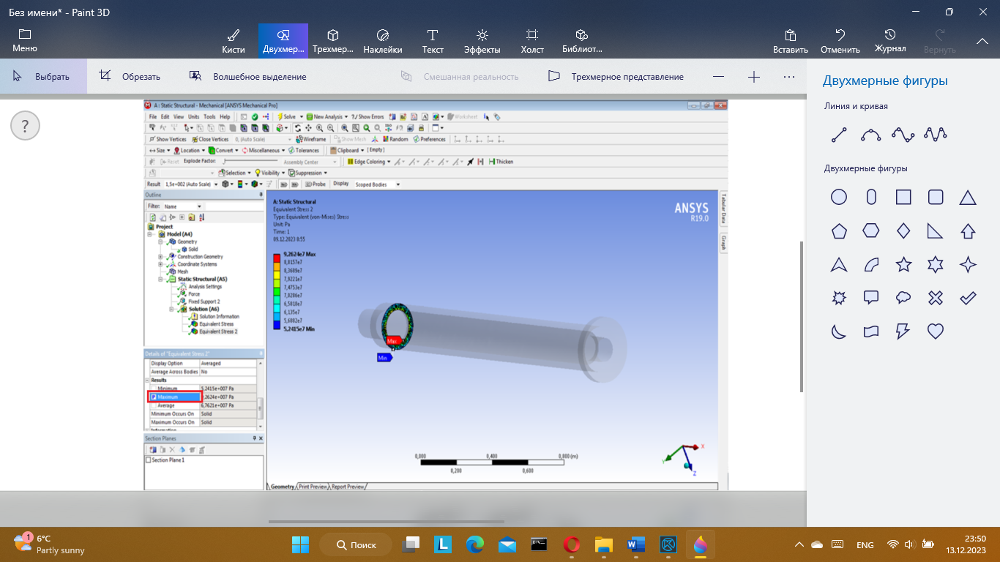 Без имени* - Paint 3D
Меню
Кисти
Двухмер...
Трехмер...
Наклейки
Текст
Эффекты
Холст
Библиот...
Вставить
Отменить
Журнал
Вернуть
Выбрать
Обрезать
Волшебное выделение
Смешанная реальность
Трехмерное представление
Двухмерные фигуры
Линия и кривая
Двухмерные фигуры
?
A : Static Structural - Mechanical [ANSYS Mechanical Pro]
File Edit View Units Tools Help
Solve
New Analysis
?/ Show Errors
Worksheet
Show Vertices
Close Vertices
(Auto Scale)
Wireframe
Show Mesh
Random
Preferences
Size
Location
Convert
Miscellaneous
Tolerances
Clipboard
[Empty]
Reset
Explode Factor:
Assembly Center
Edge Coloring
Thicken
Selection
Visibility
Suppression
Result
1,5e+002 (Auto Scale)
Probe
Display
Scoped Bodies
Outline
Filter: Name
Project
Model (A4)
Geometry
Solid
Construction Geometry
Coordinate Systems
Mesh
Static Structural (A5)
Analysis Settings
Force
Fixed Support 2
Solution (A6)
Solution Information
Equivalent Stress
Equivalent Stress 2
Details of "Equivalent Stress 2"
Display Option Averaged
Average Across Bodies No
Results
Minimum 5,2415e+007 Pa
Maximum ,2624e+007 Pa
Average 6,7621e+007 Pa
Minimum Occurs On Solid
Maximum Occurs On Solid
Section Planes
Section Plane 1
A: Static Structural
Equivalent Stress 2
Type: Equivalent (von-Mises) Stress
Unit: Pa
Time: 1
09.12.2023 0:55
9,2624e7 Max
8,8157e7
8,3689e7
7,9221e7
7,4753e7
7,0286e7
6,5818e7
6,135e7
5,6882e7
5,2415e7 Min
ANSYS
R19.0
Tabular Data
Graph
Max
Min
0,000
0,400
0,800 (m)
0,200
0,600
X
Y
Z
Geometry
Print Preview
Report Preview
1
6°C
Partly sunny
Поиск
L
ENG
23:50
13.12.2023